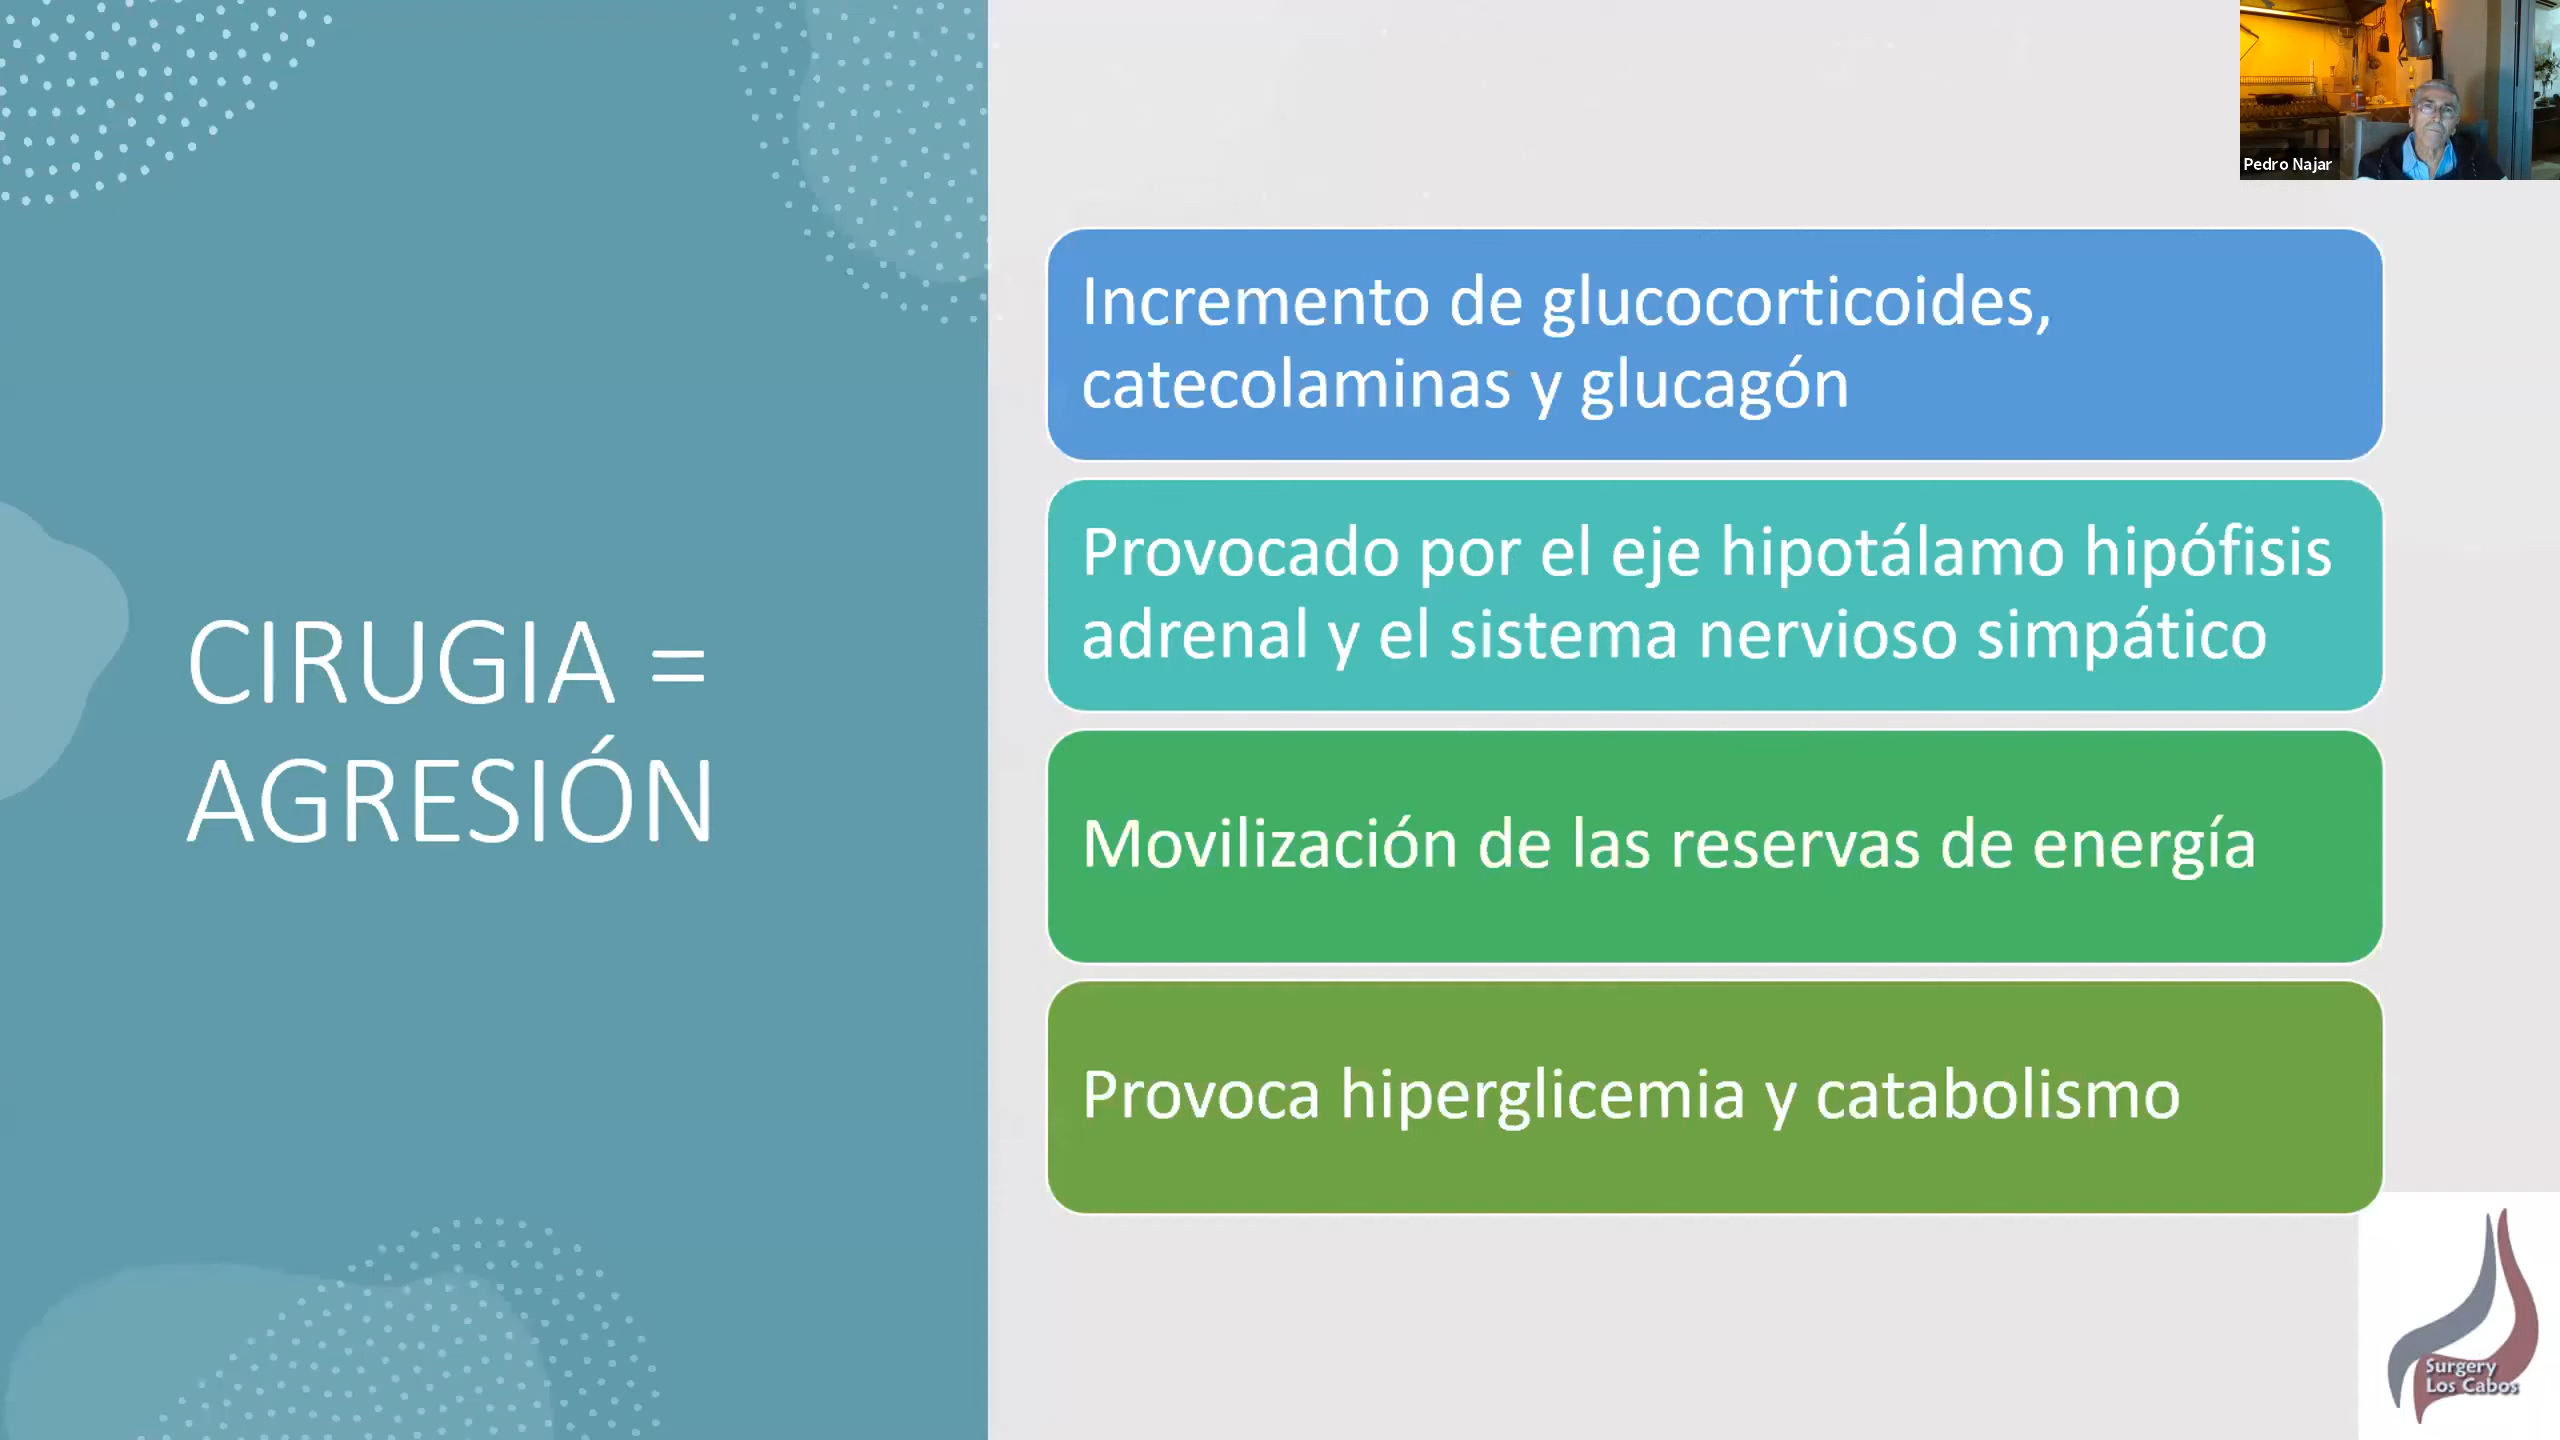 CIRUGIA =
AGRESIÓN
Incremento de glucocorticoides,
catecolaminas y glucagón
Provocado por el eje hipotálamo hipófisis
adrenal y el sistema nervioso simpático
Movilización de las reservas de energía
Provoca hiperglicemia y catabolismo
Pedro Najar
Surgery
Los Cabos